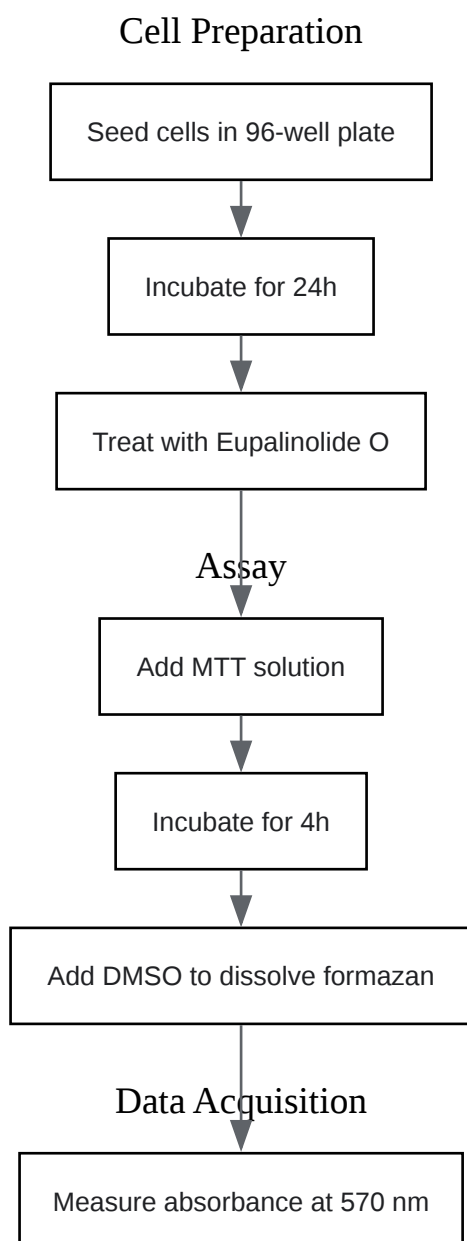 Cell Preparation
Seed cells in 96-well plate
Incubate for 24h
Treat with Eupalinolide O
Assay
Add MTT solution
Incubate for 4h
Add DMSO to dissolve formazan
Data Acquisition
Measure absorbance at 570 nm